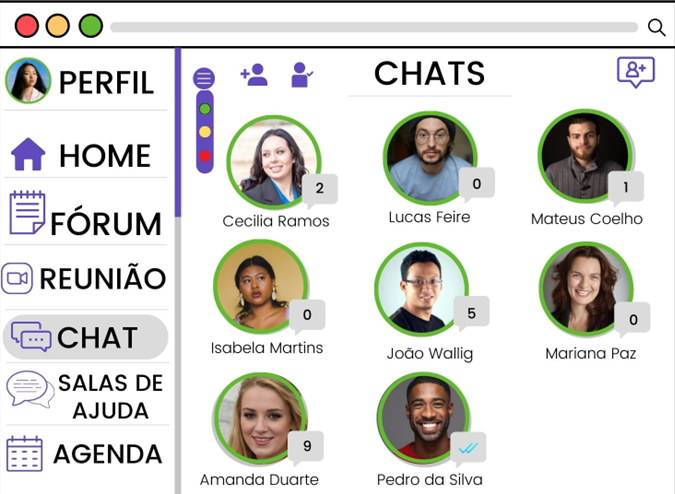 PERFIL
HOME
FÓRUM
REUNIÃO
CHAT
SALAS DE
AJUDA
AGENDA
CHATS
2
0
1
Cecilia Ramos
Lucas Feire
Mateus Coelho
0
5
0
Isabela Martins
João Wallig
Mariana Paz
9
Amanda Duarte
Pedro da Silva